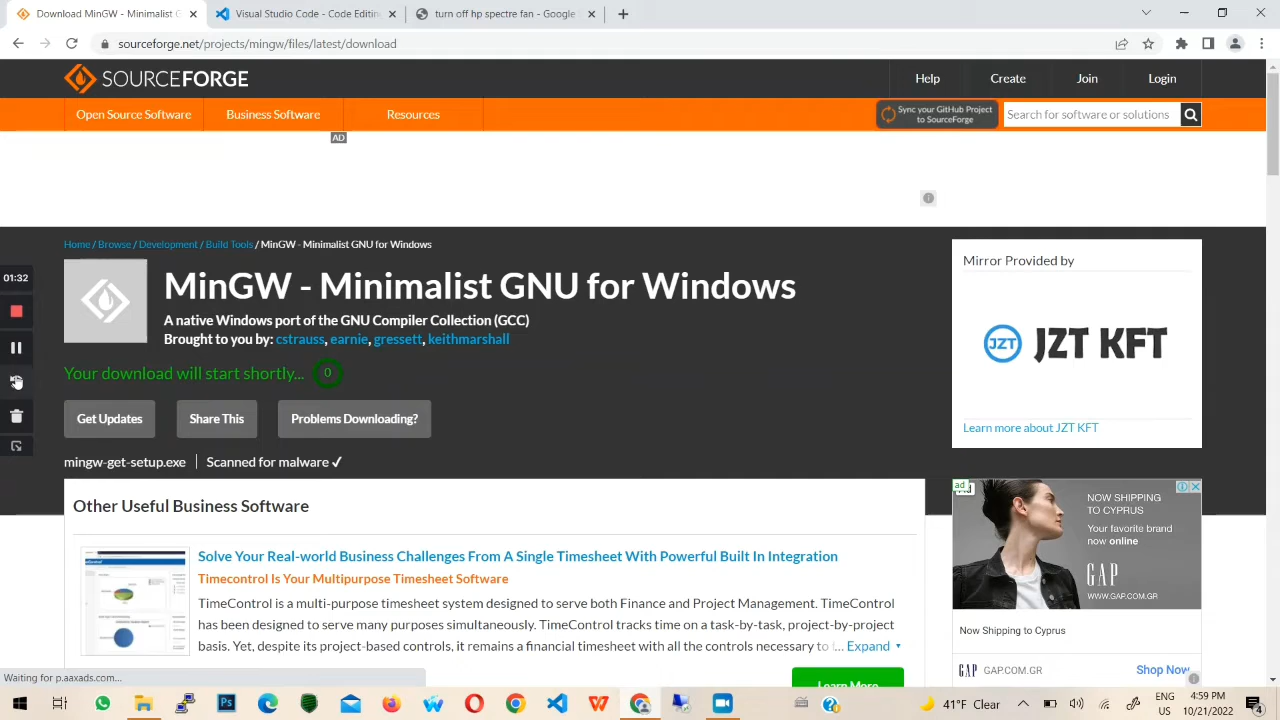 Download MinGW - Minimalist G
Visual Studio Code - Code Edit
turn off hp spectre fan - Google
sourceforge.net/projects/mingw/files/latest/download
SOURCEFORGE
Help
Create
Join
Login
Open Source Software
Business Software
Resources
Sync your GitHub Project
to SourceForge
Search for software or solutions
AD
Home / Browse / Development / Build Tools / MinGW - Minimalist GNU for Windows
MinGW - Minimalist GNU for Windows
A native Windows port of the GNU Compiler Collection (GCC)
Brought to you by: cstrauss, earnie, gressett, keithmarshall
Your download will start shortly... 0
Get Updates
Share This
Problems Downloading?
mingw-get-setup.exe
Scanned for malware ✓
01:32
Mirror Provided by
JZT JZT KFT
Learn more about JZT KFT
Other Useful Business Software
Solve Your Real-world Business Challenges From A Single Timesheet With Powerful Built In Integration
Timecontrol Is Your Multipurpose Timesheet Software
TimeControl is a multi-purpose timesheet system designed to serve both Finance and Project Management. TimeControl
has been designed to serve many purposes simultaneously. TimeControl tracks time on a task-by-task, project-by-project
basis. Yet, despite its project-based controls, it remains a financial timesheet with all the controls necessary to ... Expand
Learn More
ad
NOW SHIPPING
TO CYPRUS
Your favorite brand
now online
GAP
WWW.GAP.COM.GR
Now Shipping to Cyprus
GAP
GAP.COM.GR
Shop Now
Waiting for p.aaxads.com...
Ps
41°F Clear
ENG
US
4:59 PM
10/21/2022